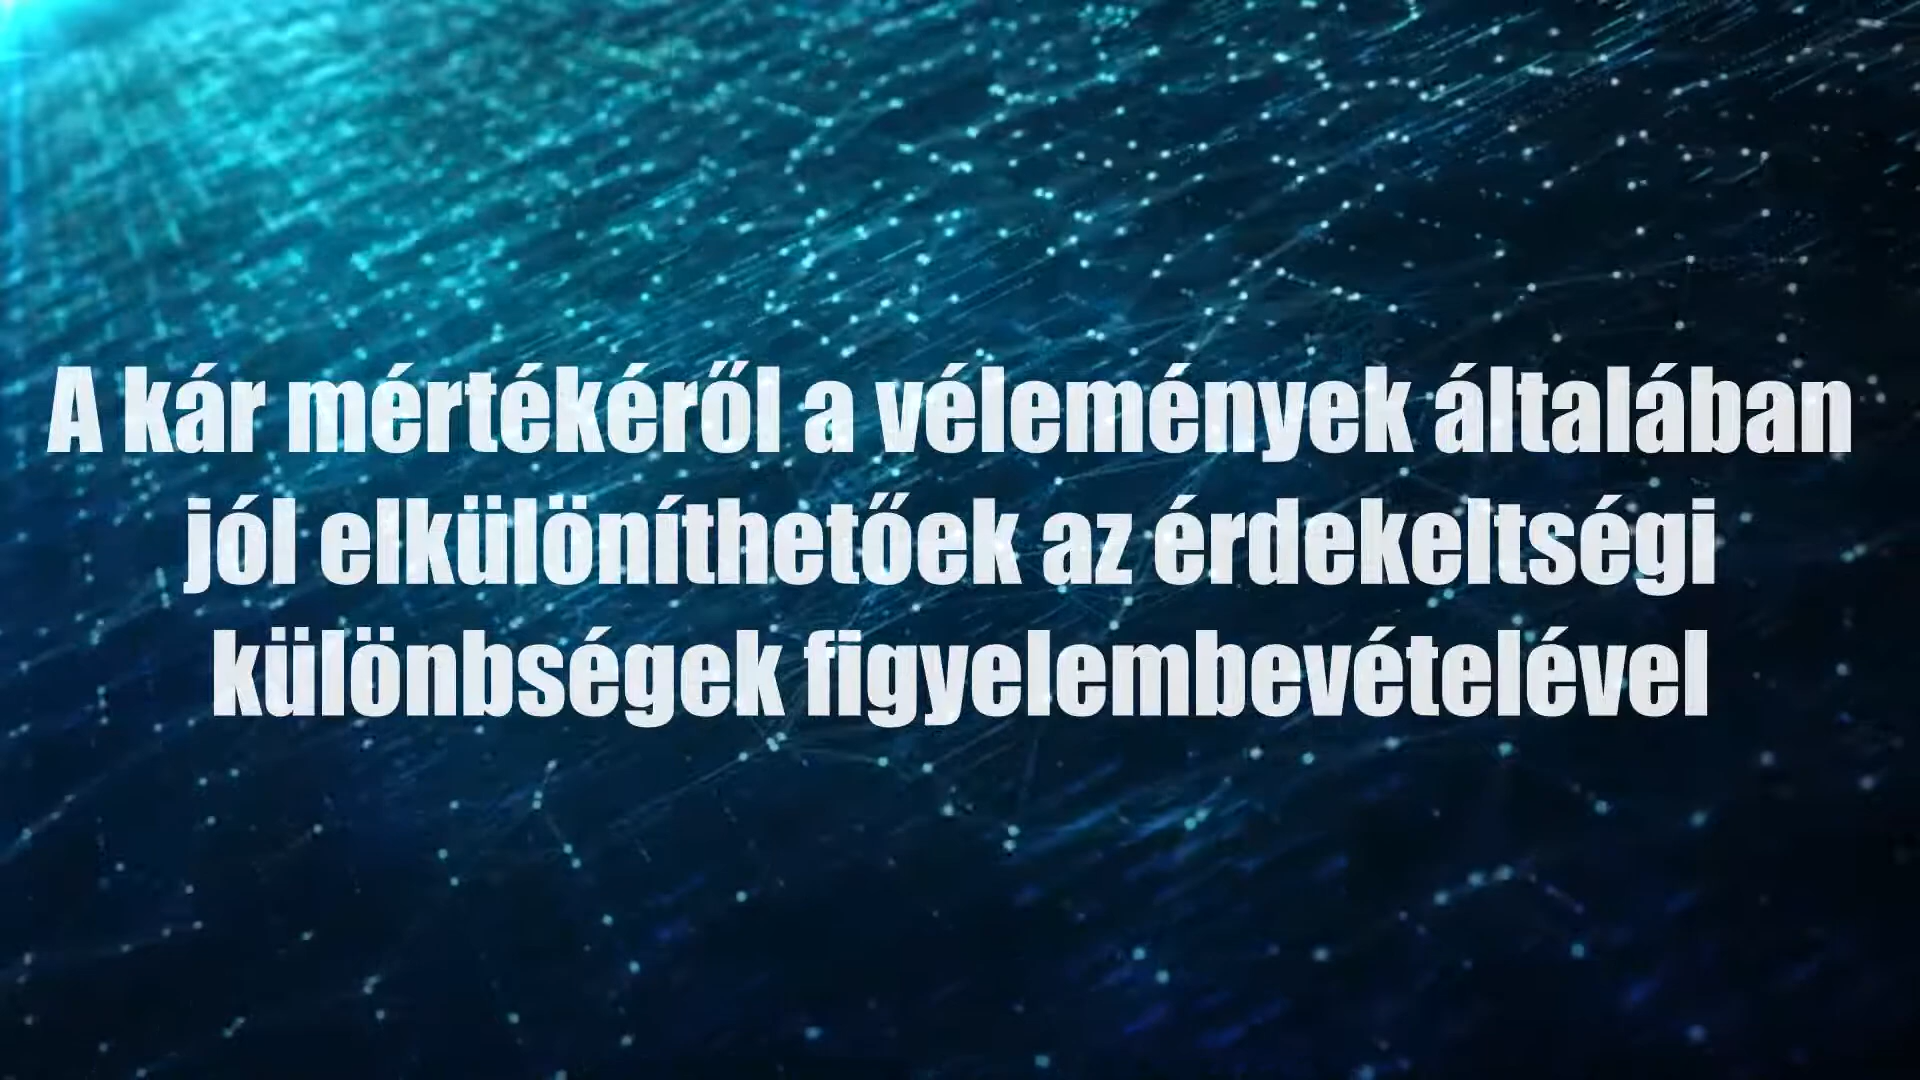 A kár mértékéről a vélemények általában
jól elkülöníthetőek az érdekeltségi
különbségek figyelembevételével